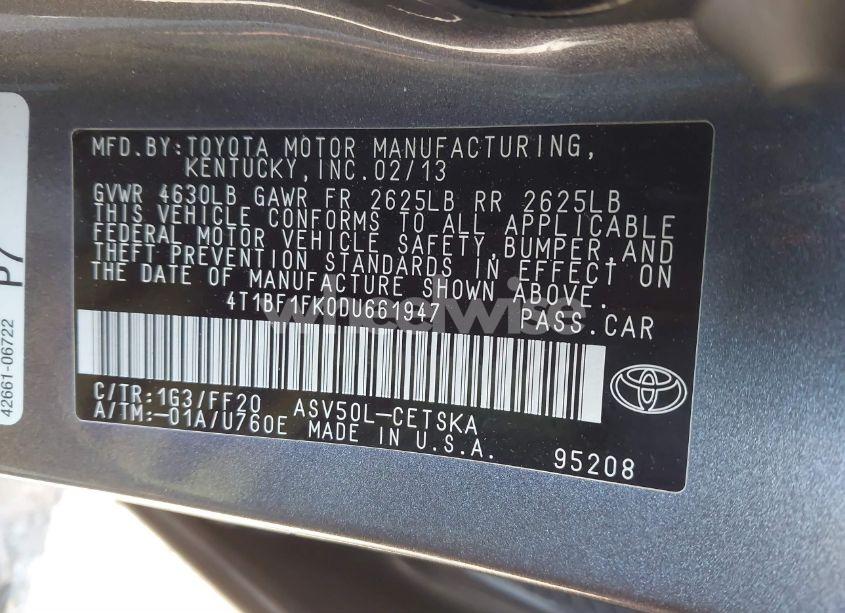 MFD.BY:TOYOTA MOTOR MANUFACTURING,
KENTUCKY,INC.02/13
GVWR 4630LB GAWR FR 2625LB RR 2625LB
THIS VEHICLE CONFORMS TO ALL APPLICABLE
FEDERAL MOTOR VEHICLE SAFETY,BUMPER,AND
THEFT PREVENTION STANDARDS IN EFFECT ON
THE DATE OF MANUFACTURE SHOWN ABOVE.
4T1BF1FK0DU661947
PASS.CAR
C/TR:1G3/FF20 ASV50L-CETSKA
A/TM:-01A/U760E MADE IN U.S.A.
95208
P7
42661-06722
wheelwise